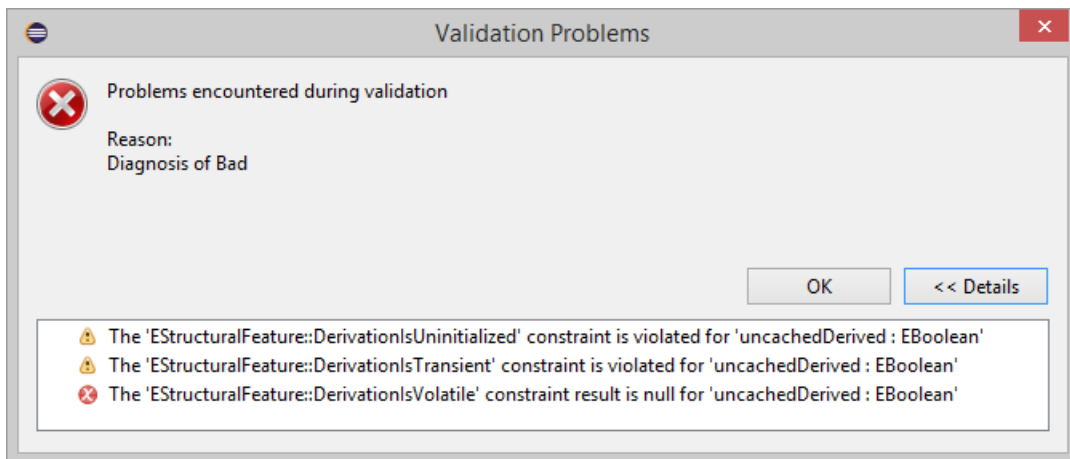 Validation Problems
Problems encountered during validation
Reason:
Diagnosis of Bad
OK
<< Details
The 'EStructuralFeature::DerivationIsUninitialized' constraint is violated for 'uncachedDerived : EBoolean'
The 'EStructuralFeature::DerivationIsTransient' constraint is violated for 'uncachedDerived : EBoolean'
The 'EStructuralFeature::DerivationIsVolatile' constraint result is null for 'uncachedDerived : EBoolean'